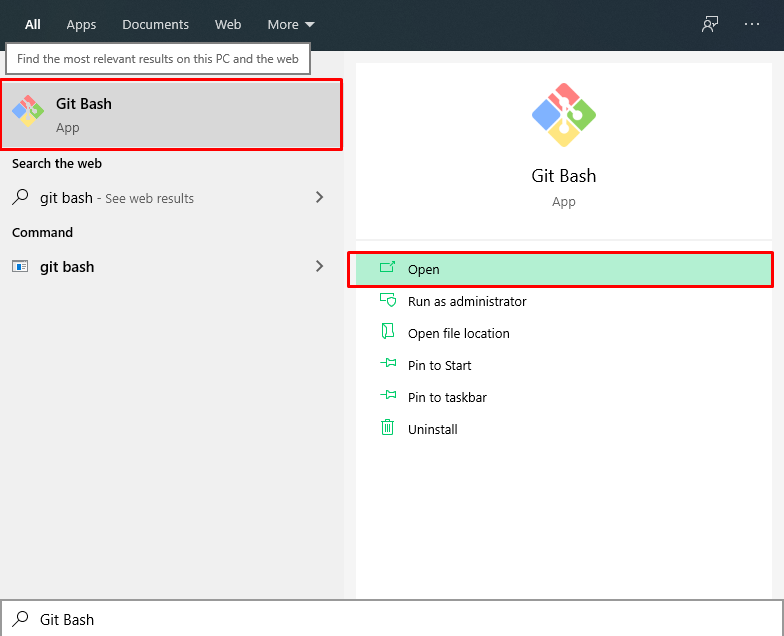 All Apps Documents Web More
Find the most relevant results on this PC and the web
Git Bash
App
Search the web
git bash - See web results
Command
git bash
Git Bash
App
Open
Run as administrator
Open file location
Pin to Start
Pin to taskbar
Uninstall
Git Bash